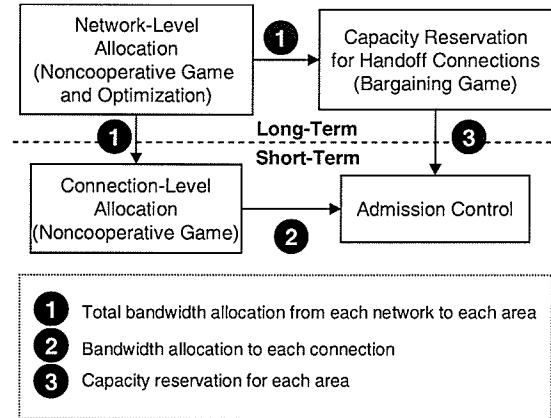 Network-Level
Allocation
(Noncooperative Game
and Optimization)
1
Capacity Reservation
for Handoff Connections
(Bargaining Game)
1
Long-Term
3
Short-Term
Connection-Level
Allocation
(Noncooperative Game)
2
Admission Control
1 Total bandwidth allocation from each network to each area
2 Bandwidth allocation to each connection
3 Capacity reservation for each area